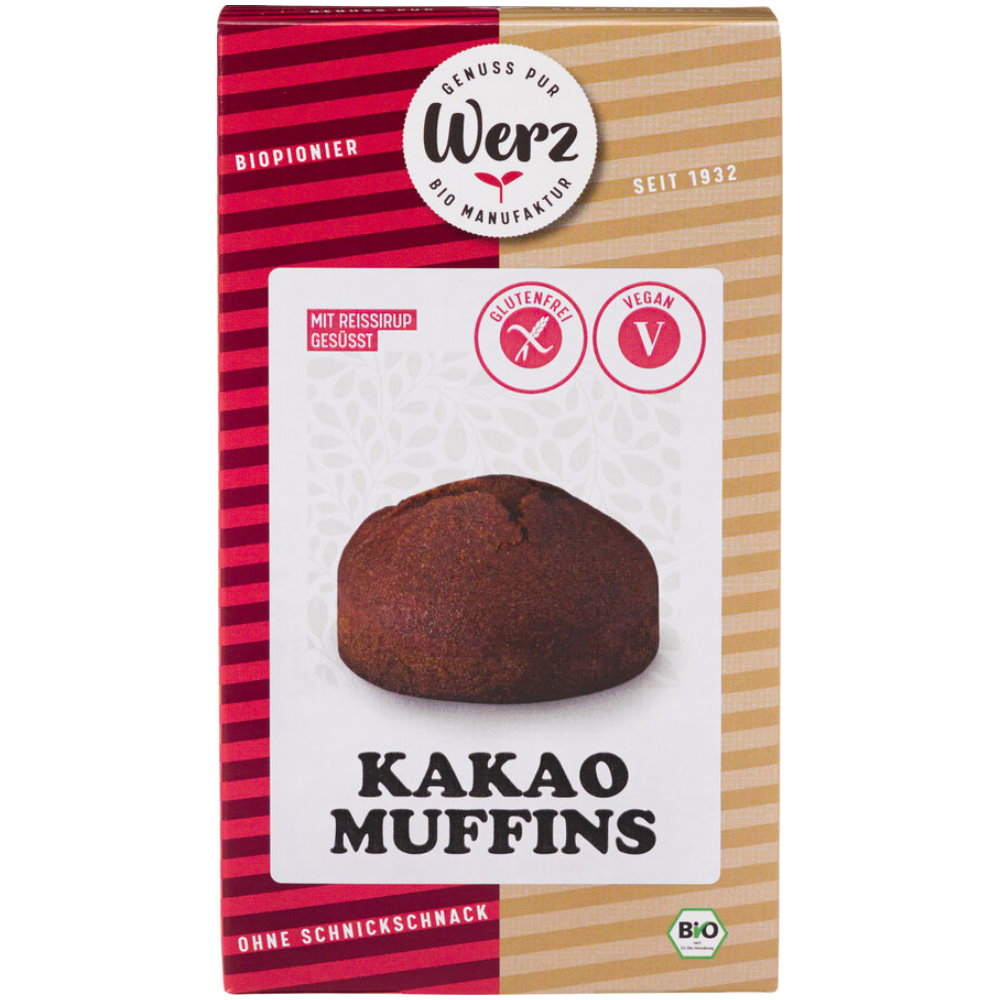 GENUSS PUR
Werz
BIO MANUFAKTUR
BIOPIONIER
SEIT 1932
MIT REISSIRUP
GESÜSST
GLUTENFREI
VEGAN
V
KAKAO
MUFFINS
OHNE SCHNICKSCHNACK
BiO